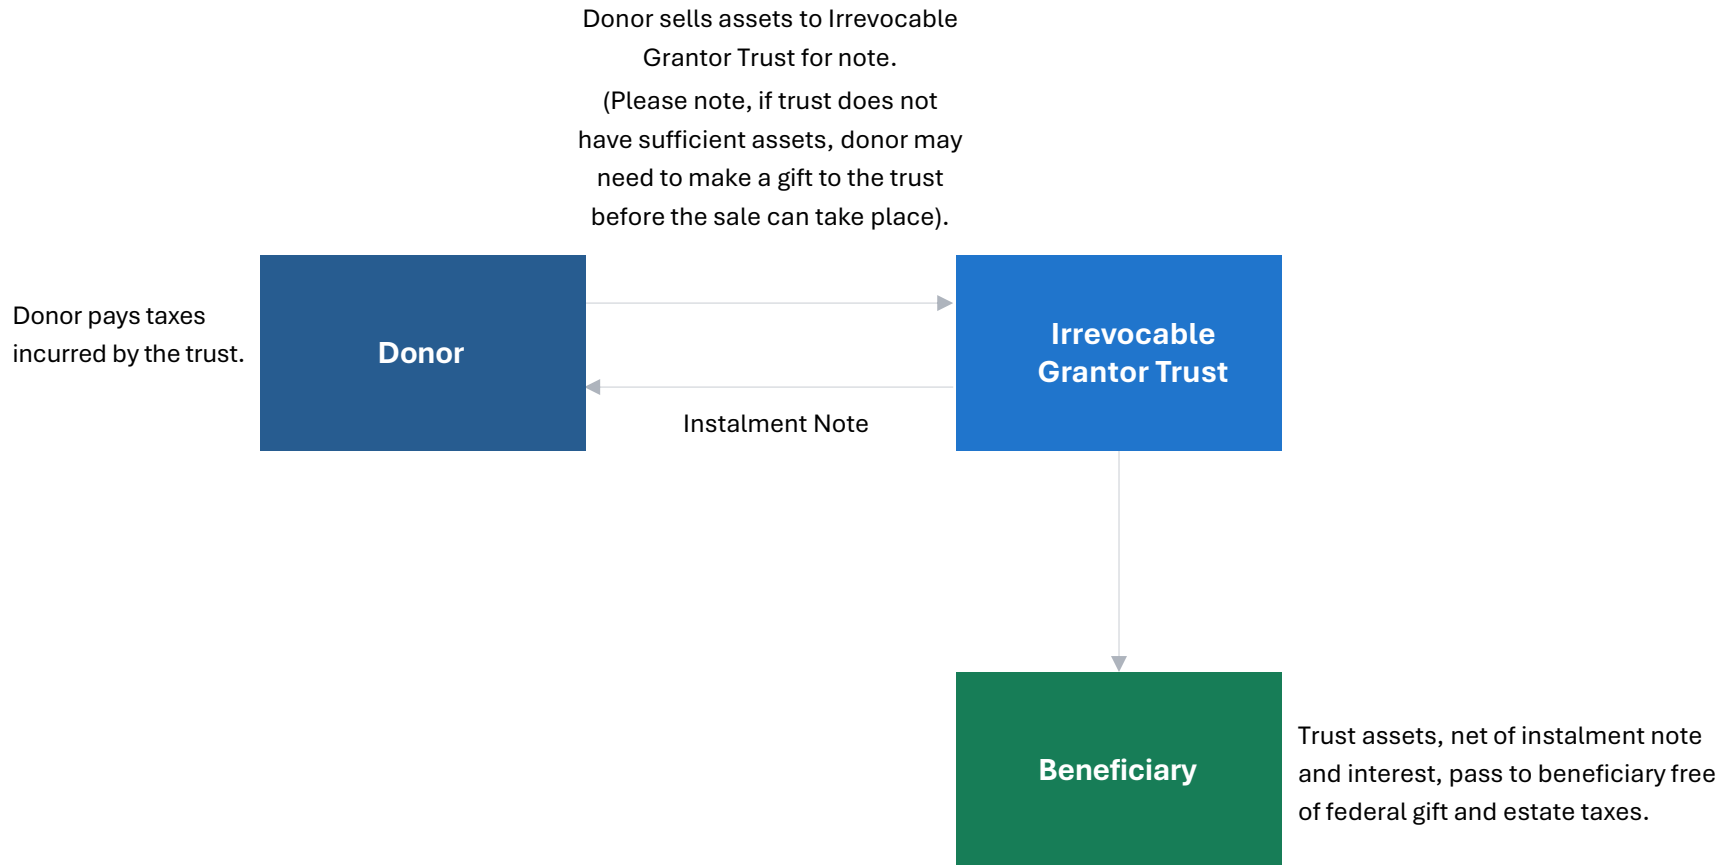 Donor sells assets to Irrevocable
Grantor Trust for note.
(Please note, if trust does not
have sufficient assets, donor may
need to make a gift to the trust
before the sale can take place).
Donor pays taxes
incurred by the trust.
Donor
Irrevocable
Grantor Trust
Instalment Note
Beneficiary
Trust assets, net of instalment note
and interest, pass to beneficiary free
of federal gift and estate taxes.